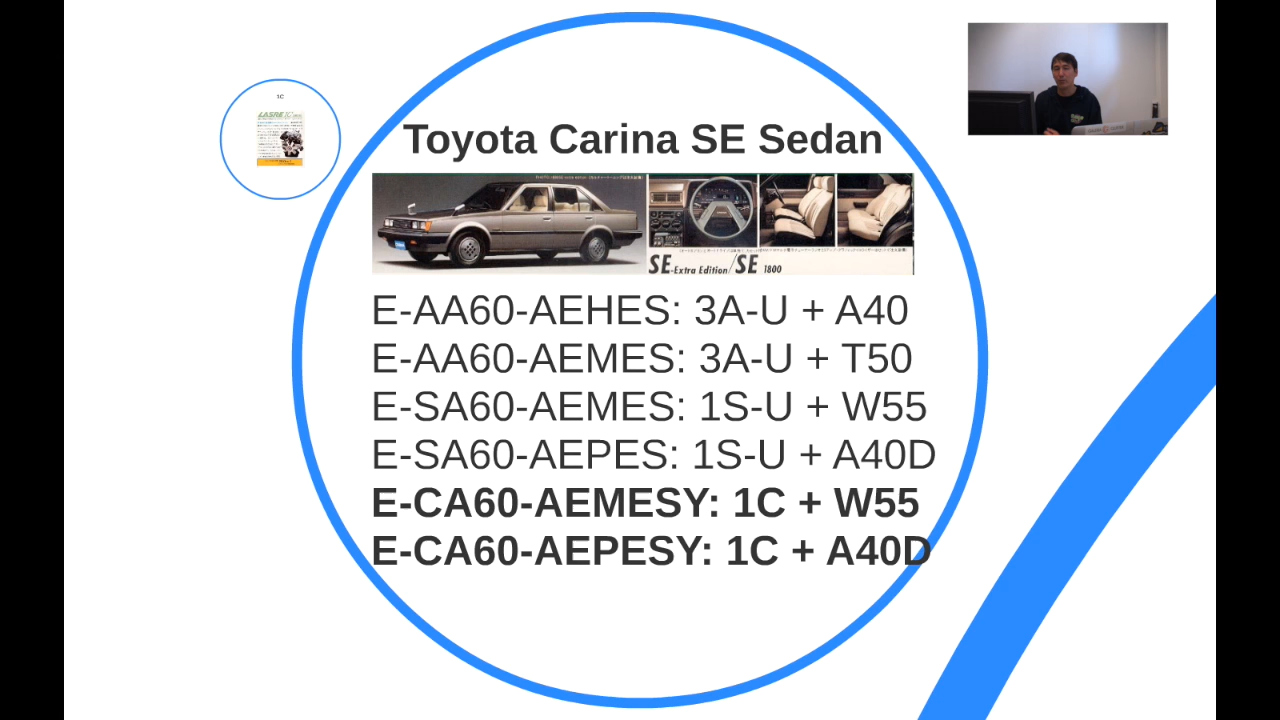 1C
LASRE
Toyota Carina SE Sedan
SE-Extra Edition/SE 1800
E-AA60-AEHES: 3A-U + A40
E-AA60-AEMES: 3A-U + T50
E-SA60-AEMES: 1S-U + W55
E-SA60-AEPES: 1S-U + A40D
E-CA60-AEMESY: 1C + W55
E-CA60-AEPESY: 1C + A40D